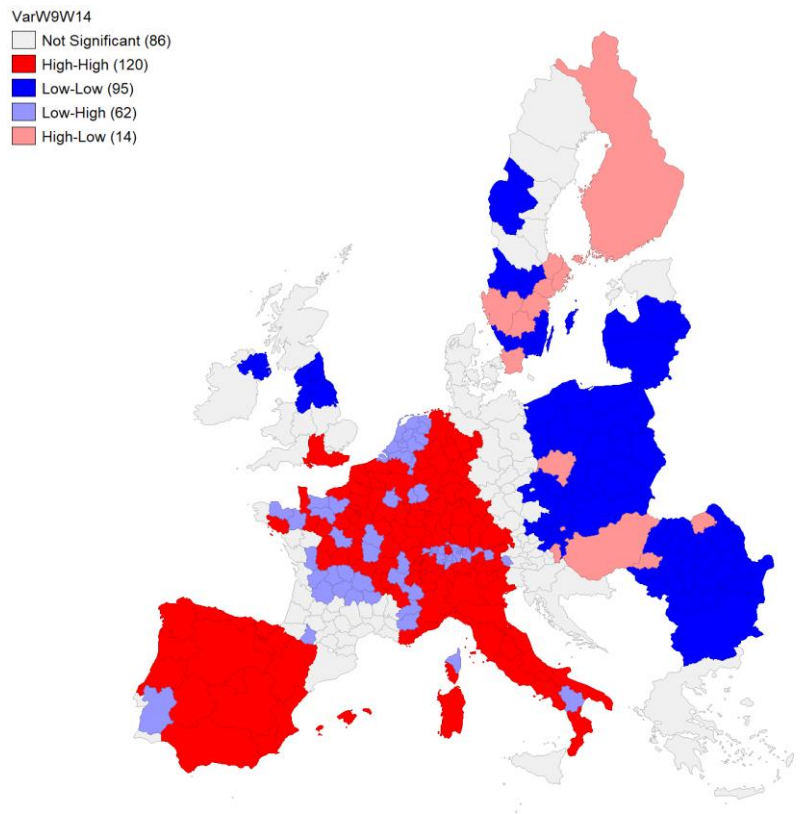 VarW9W14
Not Significant (86)
High-High (120)
Low-Low (95)
Low-High (62)
High-Low (14)